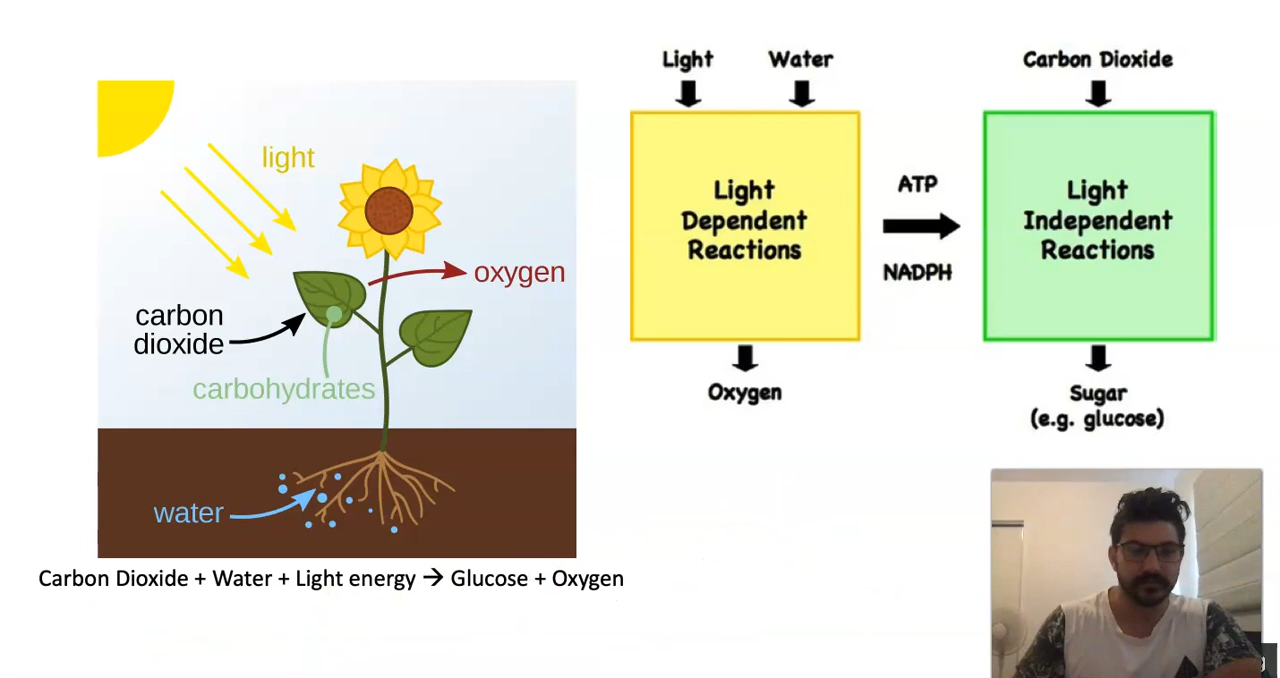 light
oxygen
carbon
dioxide
carbohydrates
water
Carbon Dioxide + Water + Light energy → Glucose + Oxygen
Light
Water
Light
Dependent
Reactions
Oxygen
ATP
NADPH
Carbon Dioxide
Light
Independent
Reactions
Sugar
(e.g. glucose)